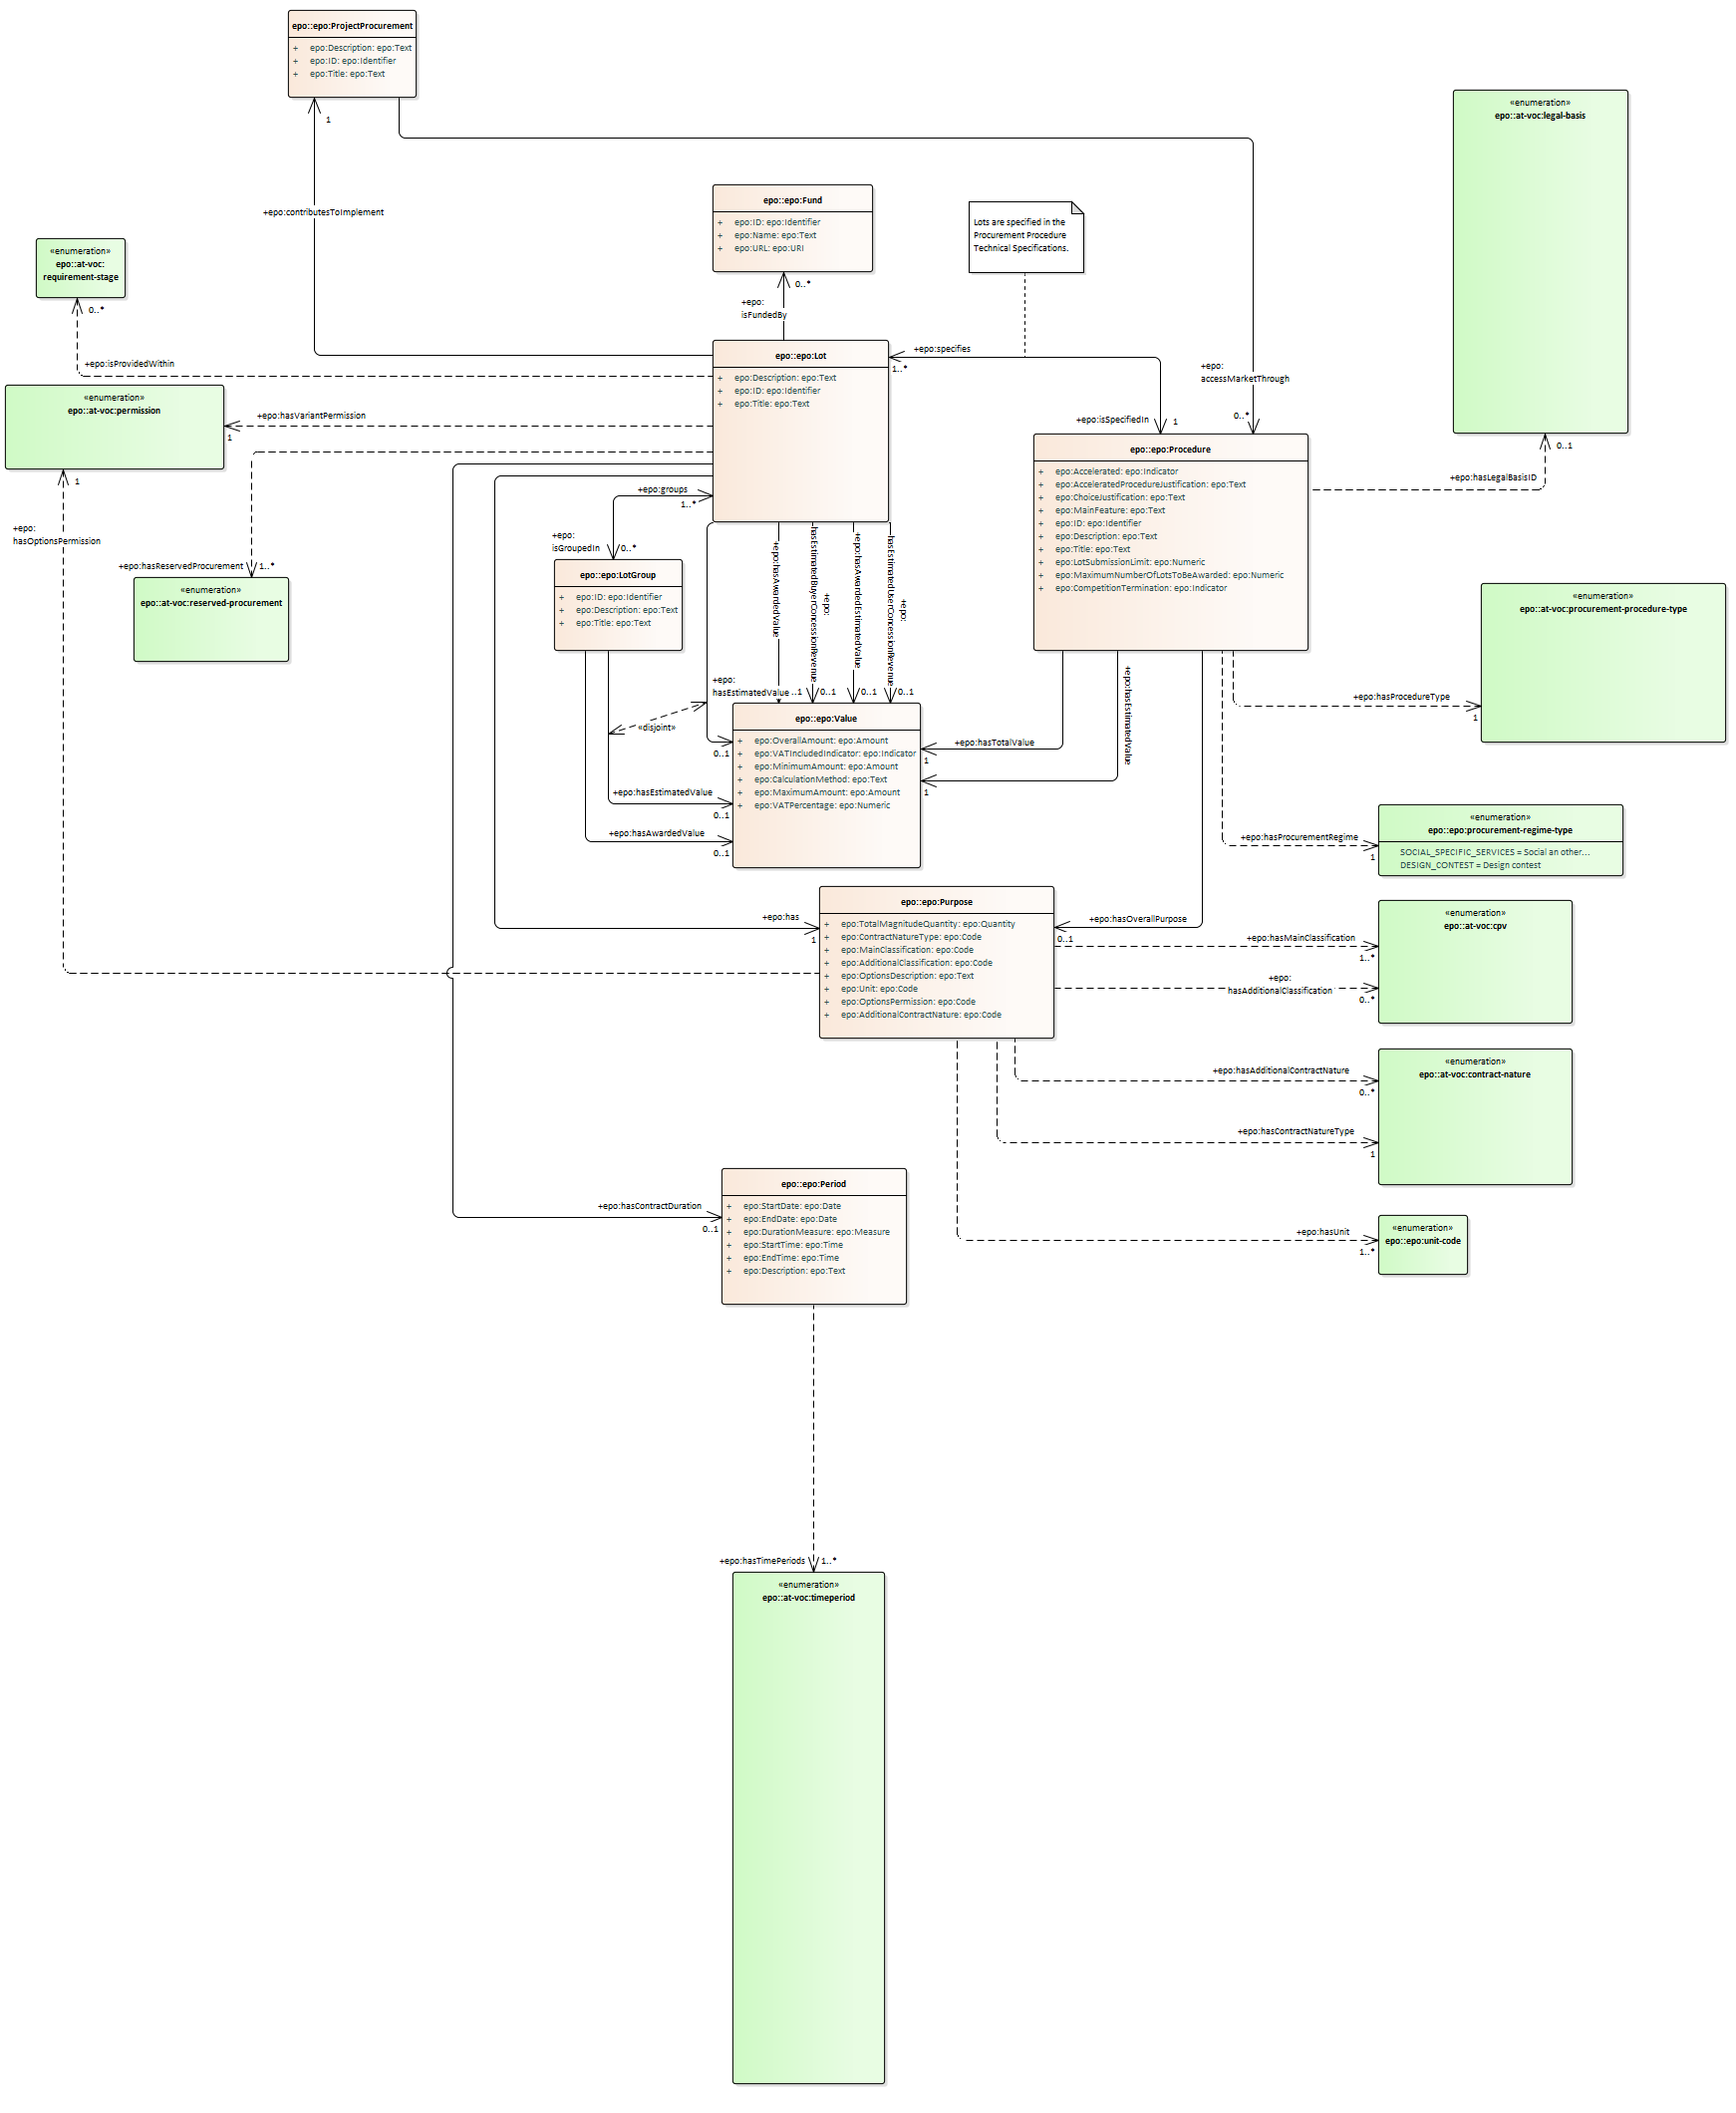 epo::epo:ProjectProcurement
+ epo:Description: epo:Text
+ epo:ID: epo:Identifier
+ epo:Title: epo:Text
1
+epo:contributesToImplement
«enumeration»
epo::at-voc:legal-basis
epo::epo:Fund
+ epo:ID: epo:Identifier
+ epo:Name: epo:Text
+ epo:URL: epo:URI
0..*
+epo:
isFundedBy
Lots are specified in the
Procurement Procedure
Technical Specifications.
«enumeration»
epo::at-voc:
requirement-stage
0..*
+epo:isProvidedWithin
epo::epo:Lot
+ epo:Description: epo:Text
+ epo:ID: epo:Identifier
+ epo:Title: epo:Text
+epo:specifies
1..*
+epo:
accessMarketThrough
0..*
+epo:isSpecifiedIn
1
«enumeration»
epo::at-voc:permission
+epo:hasVariantPermission
1
1
+epo:
hasOptionsPermission
epo::epo:Procedure
+ epo:Accelerated: epo:Indicator
+ epo:AcceleratedProcedureJustification: epo:Text
+ epo:ChoiceJustification: epo:Text
+ epo:MainFeature: epo:Text
+ epo:ID: epo:Identifier
+ epo:Description: epo:Text
+ epo:Title: epo:Text
+ epo:LotSubmissionLimit: epo:Numeric
+ epo:MaximumNumberOfLotsToBeAwarded: epo:Numeric
+ epo:CompetitionTermination: epo:Indicator
0..1
+epo:hasLegalBasisID
+epo:groups
1..*
+epo:
isGroupedIn
0..*
+epo:hasReservedProcurement
1..*
«enumeration»
epo::at-voc:reserved-procurement
epo::epo:LotGroup
+ epo:ID: epo:Identifier
+ epo:Description: epo:Text
+ epo:Title: epo:Text
+epo:hasAwardedValue
+epo:
hasEstimatedBuyerConcessionRevenue
+epo:hasAwardedEstimatedValue
+epo:
hasEstimatedUserConcessionRevenue
«enumeration»
epo::at-voc:procurement-procedure-type
+epo:
hasEstimatedValue
..1
0..1
0..1
0..1
+epo:hasEstimatedValue
+epo:hasProcedureType
1
«disjoint»
epo::epo:Value
+ epo:OverallAmount: epo:Amount
+ epo:VATIncludedIndicator: epo:Indicator
+ epo:MinimumAmount: epo:Amount
+ epo:CalculationMethod: epo:Text
+ epo:MaximumAmount: epo:Amount
+ epo:VATPercentage: epo:Numeric
0..1
+epo:hasTotalValue
1
1
+epo:hasEstimatedValue
0..1
+epo:hasAwardedValue
0..1
+epo:hasProcurementRegime
1
«enumeration»
epo::epo:procurement-regime-type
SOCIAL_SPECIFIC_SERVICES = Social an other...
DESIGN_CONTEST = Design contest
+epo:has
1
epo::epo:Purpose
+ epo:TotalMagnitudeQuantity: epo:Quantity
+ epo:ContractNatureType: epo:Code
+ epo:MainClassification: epo:Code
+ epo:AdditionalClassification: epo:Code
+ epo:OptionsDescription: epo:Text
+ epo:Unit: epo:Code
+ epo:OptionsPermission: epo:Code
+ epo:AdditionalContractNature: epo:Code
+epo:hasOverallPurpose
0..1
+epo:hasMainClassification
1..*
+epo:
hasAdditionalClassification
0..*
«enumeration»
epo::at-voc:cpv
+epo:hasAdditionalContractNature
0..*
+epo:hasContractNatureType
1
«enumeration»
epo::at-voc:contract-nature
+epo:hasContractDuration
0..1
epo::epo:Period
+ epo:StartDate: epo:Date
+ epo:EndDate: epo:Date
+ epo:DurationMeasure: epo:Measure
+ epo:StartTime: epo:Time
+ epo:EndTime: epo:Time
+ epo:Description: epo:Text
+epo:hasUnit
1..*
«enumeration»
epo::epo:unit-code
+epo:hasTimePeriods
1..*
«enumeration»
epo::at-voc:timeperiod